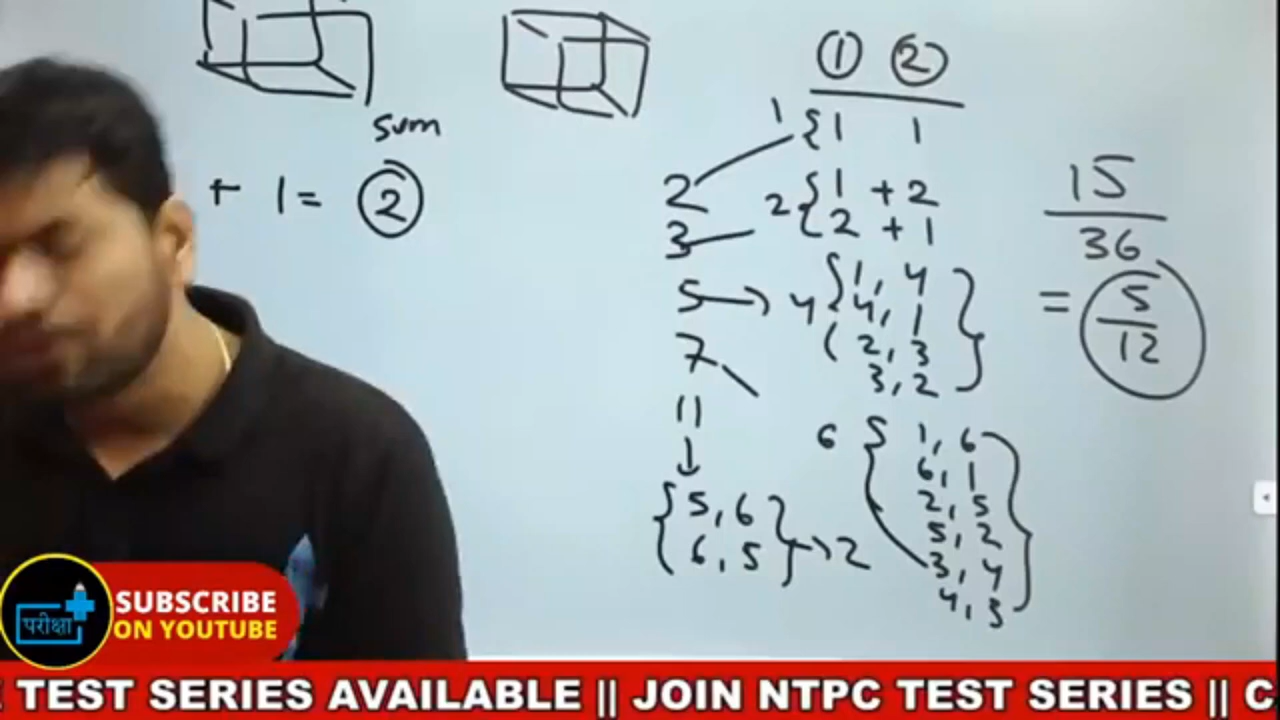 sum
+ 1 = 2
1 2
1 { 1 1
2
2 { 1 + 2
2 + 1
3
5 → 4 { 1, 4
4, 1
2, 3
3, 2
7
6 { 1, 6
6, 1
2, 5
5, 2
3, 4
4, 3
11
↓
{ 5, 6
6, 5 } → 2
15
36
= 5
12
परीक्षा
SUBSCRIBE
ON YOUTUBE
TEST SERIES AVAILABLE || JOIN NTPC TEST SERIES ||